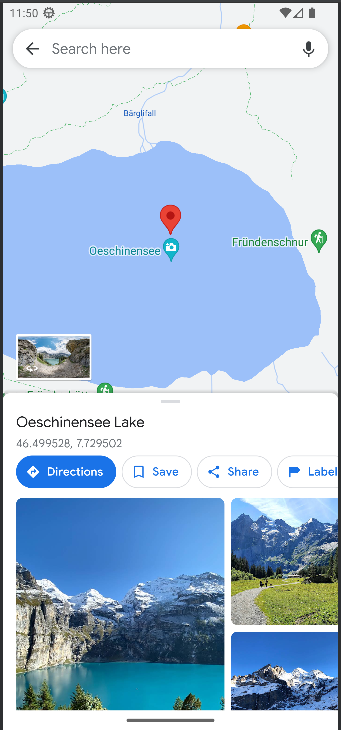 11:50
Search here
Bärglifall
Oeschinensee
Fründenschnur
Oeschinensee Lake
46.499528, 7.729502
Directions
Save
Share
Label